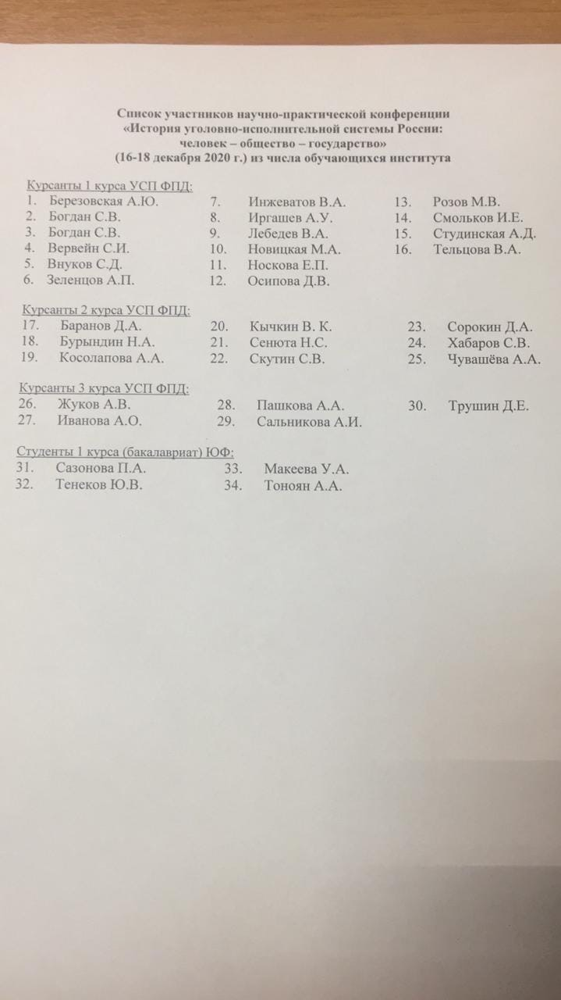 Список участников научно-практической конференции
«История уголовно-исполнительной системы России:
человек – общество – государство»
(16-18 декабря 2020 г.) из числа обучающихся института
Курсанты 1 курса УСП ФПД:
1. Березовская А.Ю. 7. Инжеватов В.А. 13. Розов М.В.
2. Богдан С.В. 8. Иргашев А.У. 14. Смольков И.Е.
3. Богдан С.В. 9. Лебедев В.А. 15. Студинская А.Д.
4. Вервейн С.И. 10. Новицкая М.А. 16. Тельцова В.А.
5. Внуков С.Д. 11. Носкова Е.П.
6. Зеленцов А.П. 12. Осипова Д.В.
Курсанты 2 курса УСП ФПД:
17. Баранов Д.А. 20. Кычкин В. К. 23. Сорокин Д.А.
18. Бурындин Н.А. 21. Сенюта Н.С. 24. Хабаров С.В.
19. Косолапова А.А. 22. Скутин С.В. 25. Чувашёва А.А.
Курсанты 3 курса УСП ФПД:
26. Жуков А.В. 28. Пашкова А.А. 30. Трушин Д.Е.
27. Иванова А.О. 29. Сальникова А.И.
Студенты 1 курса (бакалавриат) ЮФ:
31. Сазонова П.А. 33. Макеева У.А.
32. Тенеков Ю.В. 34. Тоноян А.А.